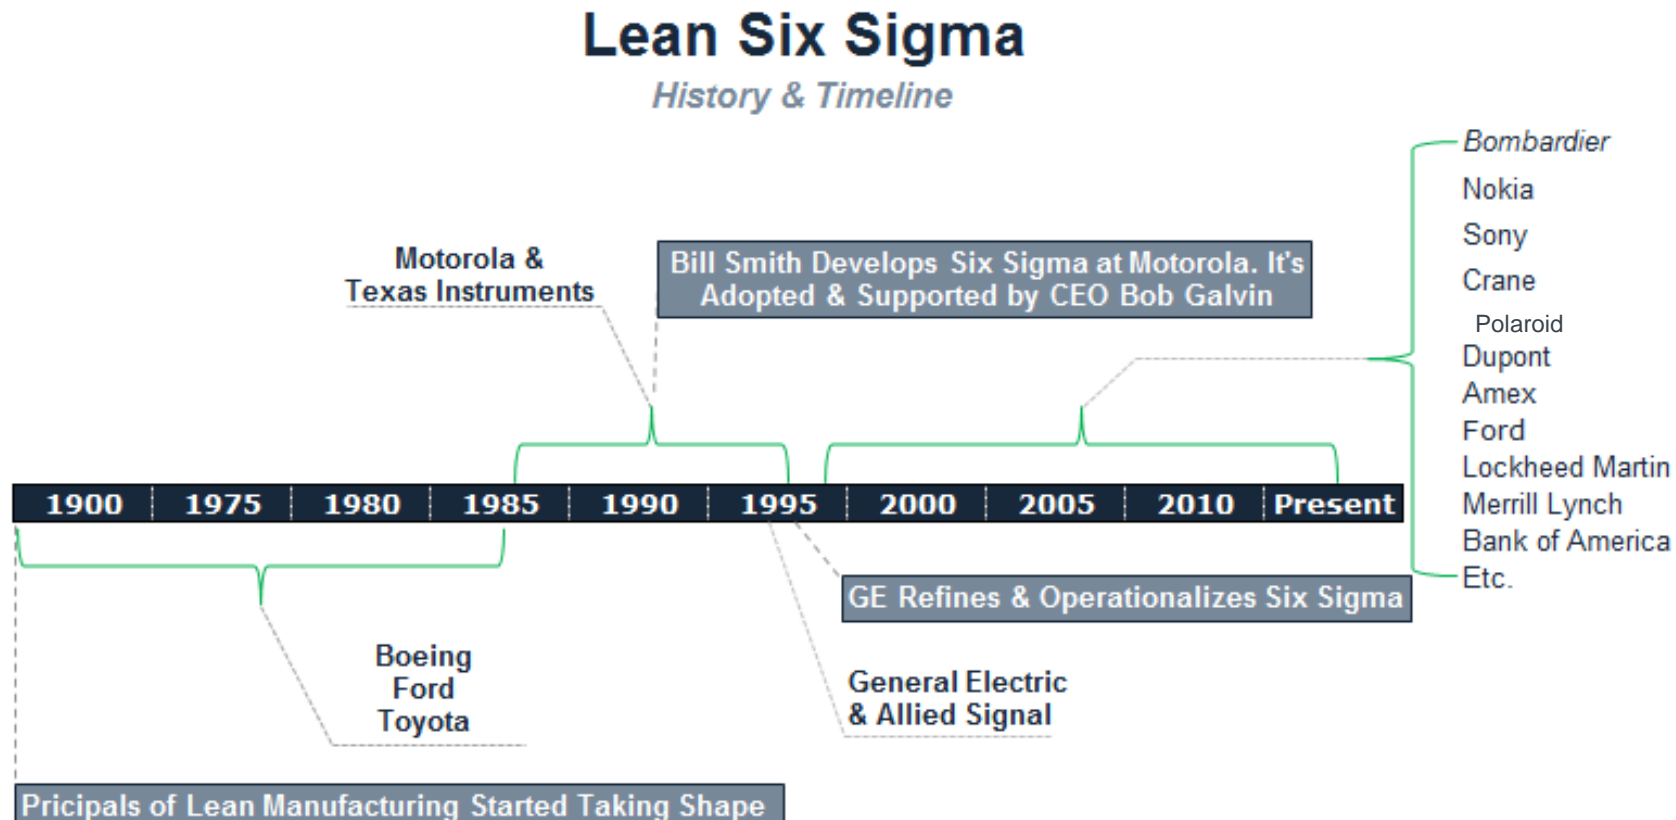 Lean Six Sigma
History & Timeline
Bombardier
Nokia
Sony
Crane
Polaroid
Dupont
Amex
Ford
Lockheed Martin
Merrill Lynch
Bank of America
Etc.
Motorola &
Texas Instruments
Bill Smith Develops Six Sigma at Motorola. It's
Adopted & Supported by CEO Bob Galvin
1900 1975 1980 1985 1990 1995 2000 2005 2010 Present
GE Refines & Operationalizes Six Sigma
Boeing
Ford
Toyota
General Electric
& Allied Signal
Pricipals of Lean Manufacturing Started Taking Shape